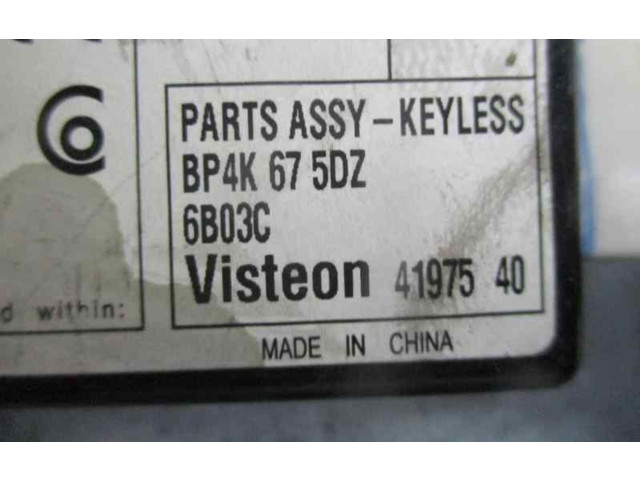 PARTS ASSY-KEYLESS
BP4K 67 5DZ
6B03C
Visteon 41975 40
d within:
MADE IN CHINA